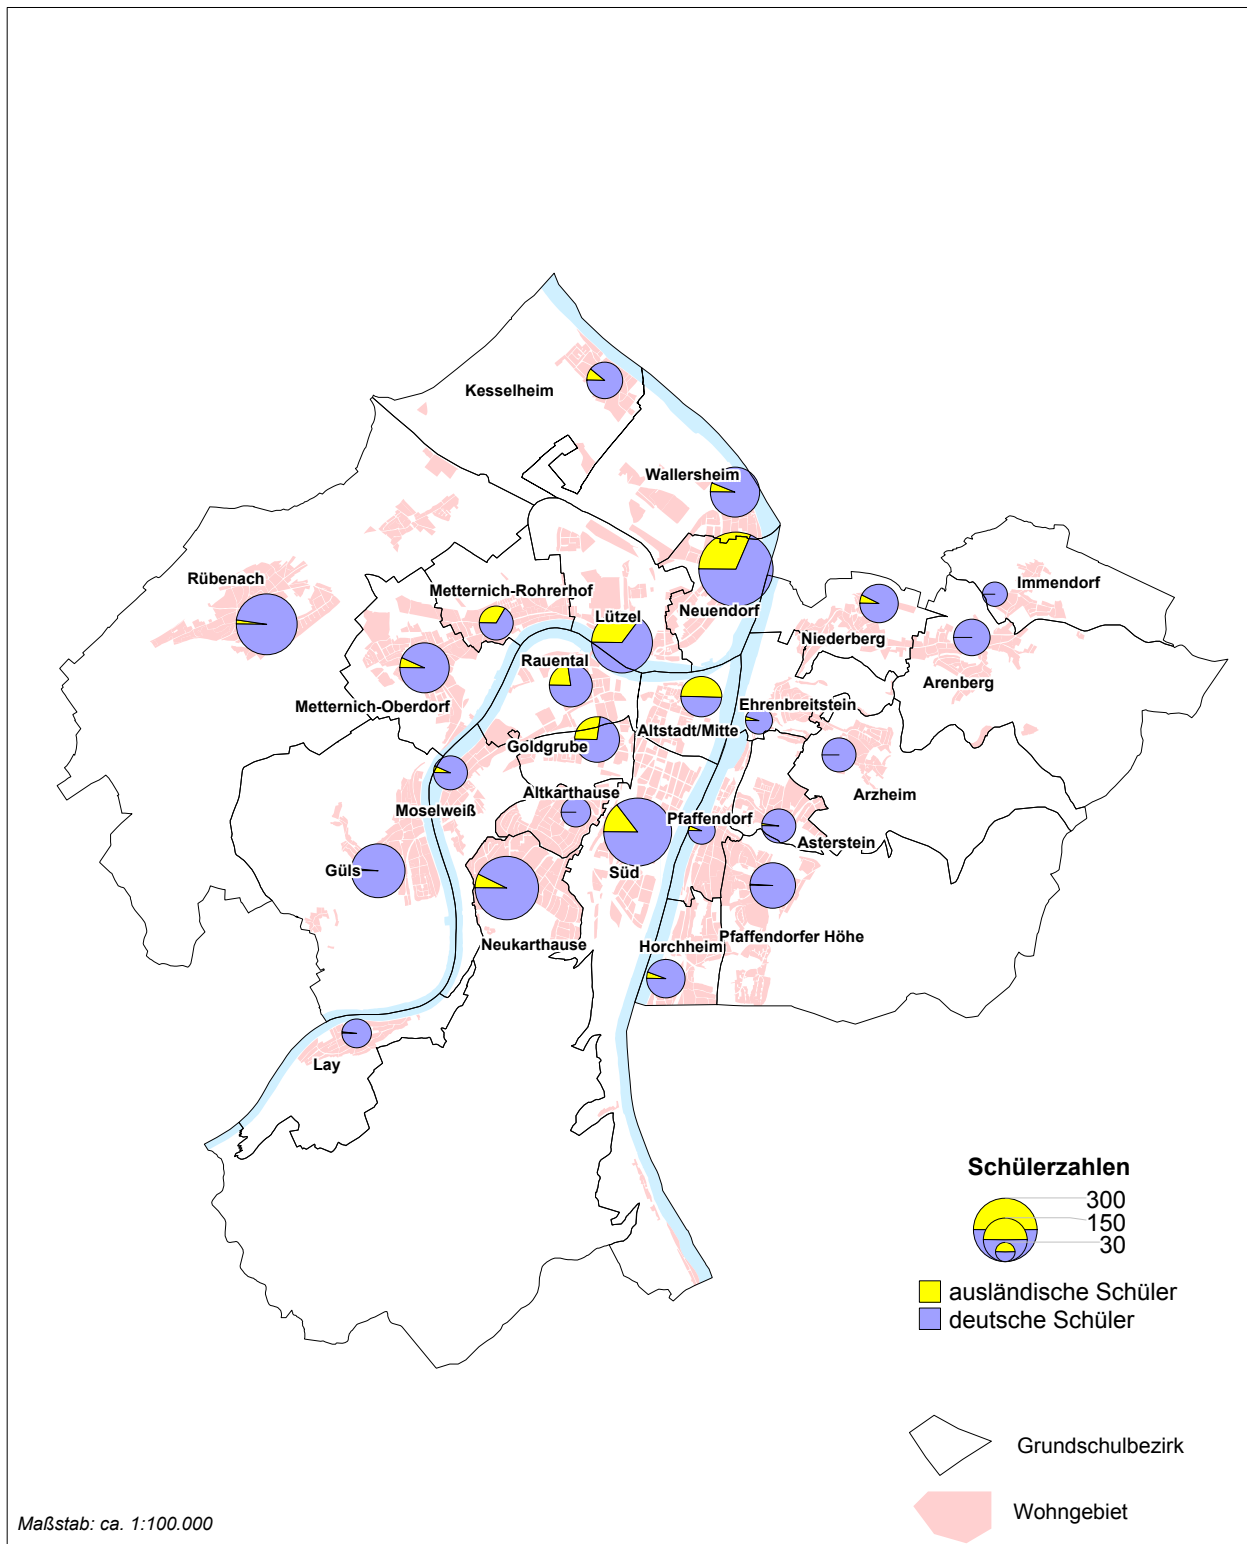 Kesselheim
Wallersheim
Rübenach
Metternich-Rohrerhof
Immendorf
Lützel
Neuendorf
Niederberg
Rauental
Arenberg
Metternich-Oberdorf
Ehrenbreitstein
Altstadt/Mitte
Goldgrube
Arzheim
Altkarthause
Moselweiß
Pfaffendorf
Asterstein
Güls
Süd
Pfaffendorfer Höhe
Neukarthause
Horchheim
Lay
Schülerzahlen
300
150
30
ausländische Schüler
deutsche Schüler
Grundschulbezirk
Wohngebiet
Maßstab: ca. 1:100.000